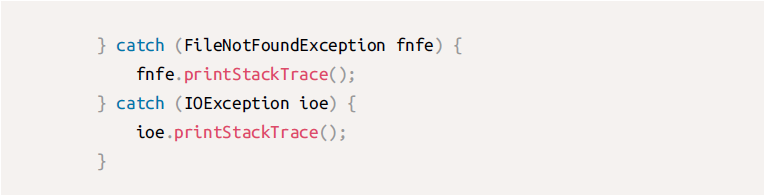 } catch (FileNotFoundException fnfe) {
    fnfe.printStackTrace();
} catch (IOException ioe) {
    ioe.printStackTrace();
}